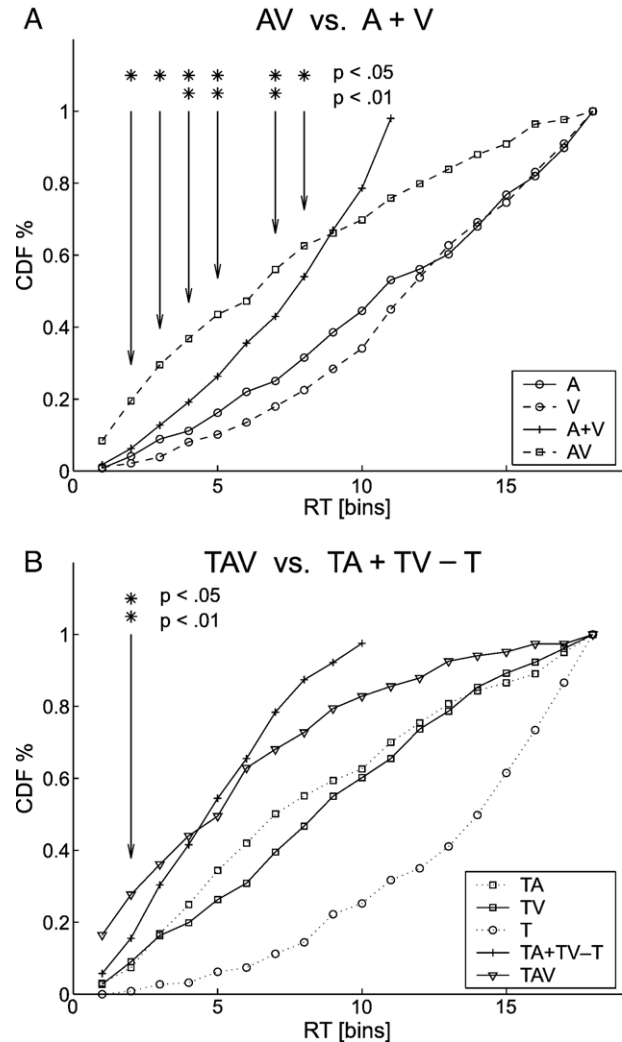 A
AV vs. A + V
p < .05
p < .01
1
0.8
0.6
0.4
0.2
0
CDF %
0 5 10 15
RT [bins]
A
V
A+V
AV
B
TAV vs. TA + TV – T
p < .05
p < .01
1
0.8
0.6
0.4
0.2
0
CDF %
0 5 10 15
RT [bins]
TA
TV
T
TA+TV–T
TAV